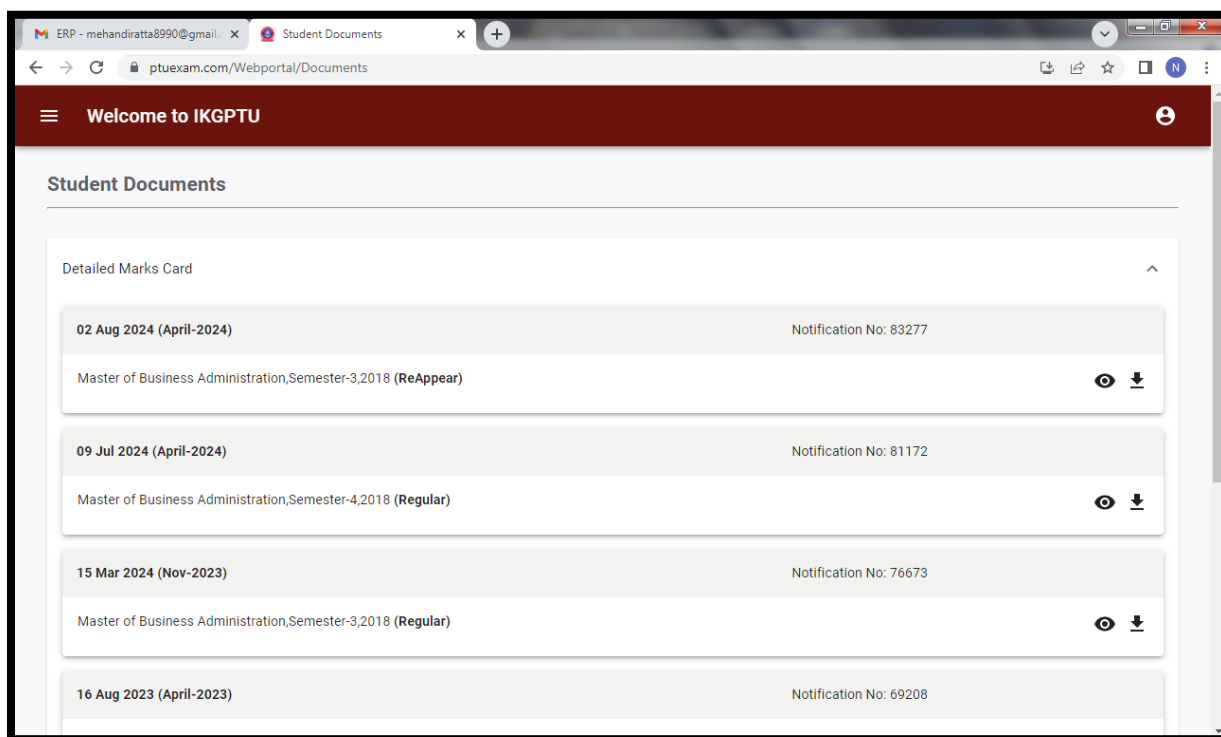 ERP - mehandiratta8990@gmail.c
Student Documents
ptuexam.com/Webportal/Documents
N
Welcome to IKGPTU
Student Documents
Detailed Marks Card
02 Aug 2024 (April-2024) Notification No: 83277
Master of Business Administration,Semester-3,2018 (ReAppear)
09 Jul 2024 (April-2024) Notification No: 81172
Master of Business Administration,Semester-4,2018 (Regular)
15 Mar 2024 (Nov-2023) Notification No: 76673
Master of Business Administration,Semester-3,2018 (Regular)
16 Aug 2023 (April-2023) Notification No: 69208